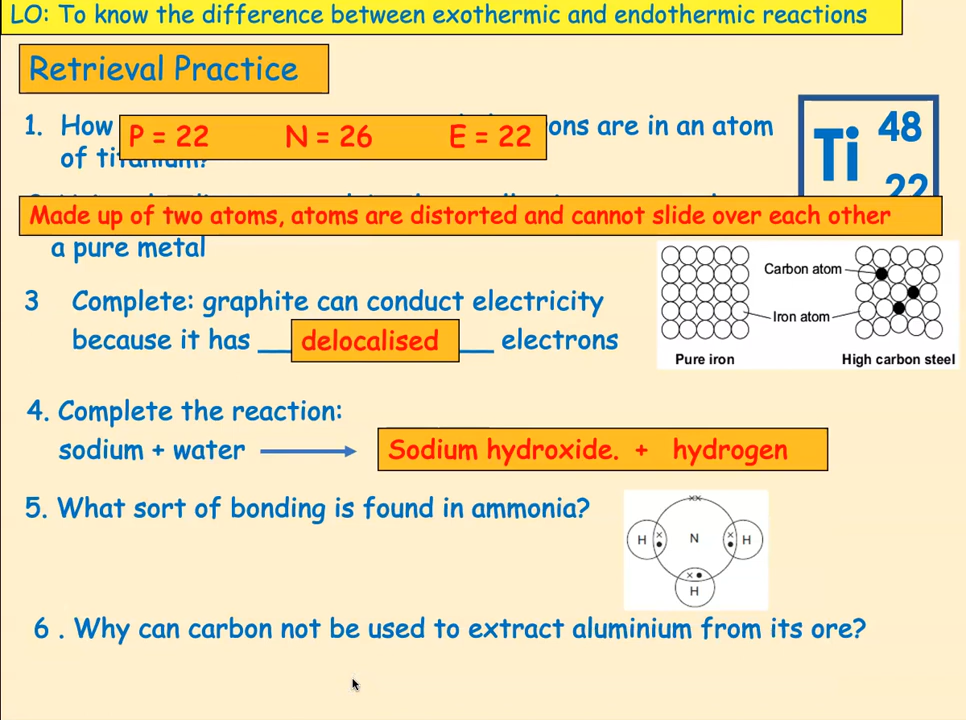 LO: To know the difference between exothermic and endothermic reactions
Retrieval Practice
1. How P = 22 N = 26 E = 22 ons are in an atom
of titanium?
Ti 48
22
Made up of two atoms, atoms are distorted and cannot slide over each other
a pure metal
Carbon atom
Iron atom
Pure iron
High carbon steel
3 Complete: graphite can conduct electricity
because it has __ delocalised __ electrons
4. Complete the reaction:
sodium + water Sodium hydroxide. + hydrogen
5. What sort of bonding is found in ammonia?
H N H
H
6 . Why can carbon not be used to extract aluminium from its ore?